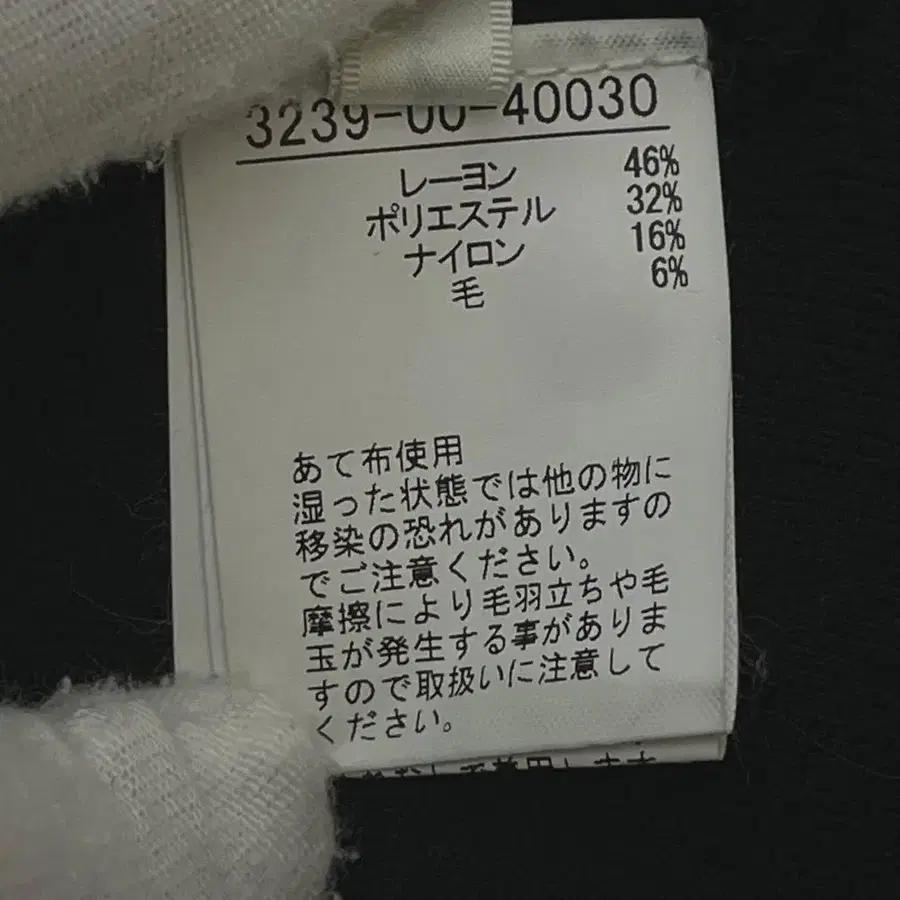 3239-00-40030
レーヨン 46%
ポリエステル 32%
ナイロン 16%
毛 6%
あて布使用
湿った状態では他の物に
移染の恐れがありますの
でご注意ください。
摩擦により毛羽立ちや毛
玉が発生する事がありま
すので取扱いに注意して
ください。